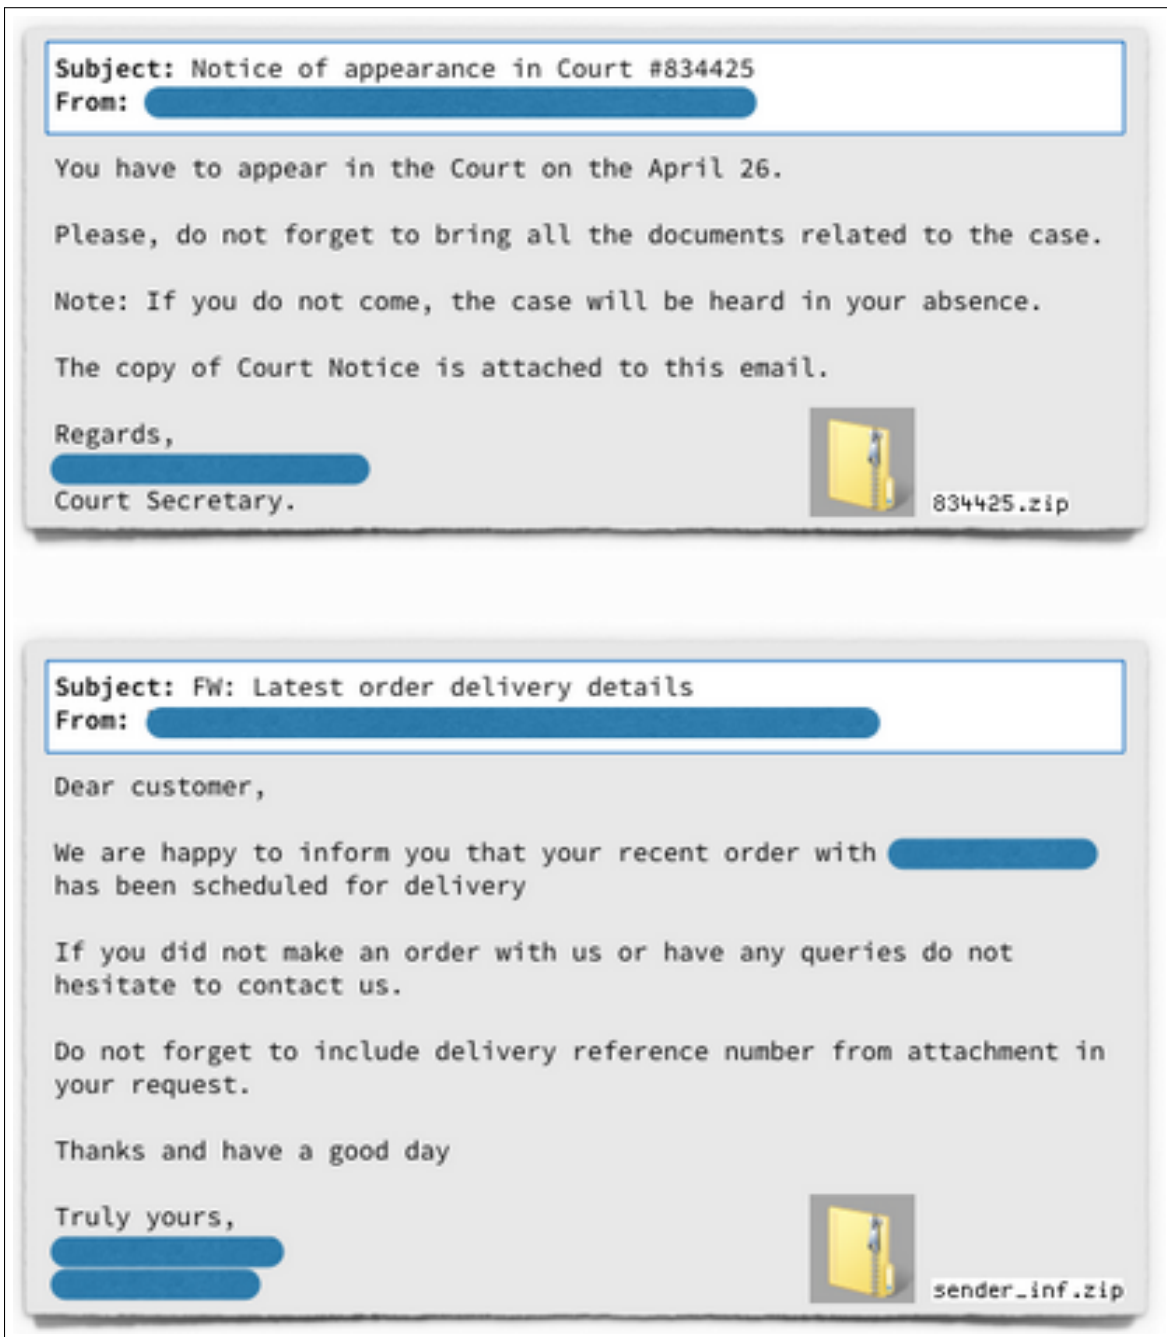 Subject: Notice of appearance in Court #834425
From:
You have to appear in the Court on the April 26.
Please, do not forget to bring all the documents related to the case.
Note: If you do not come, the case will be heard in your absence.
The copy of Court Notice is attached to this email.
Regards,
Court Secretary.
834425.zip
Subject: FW: Latest order delivery details
From:
Dear customer,
We are happy to inform you that your recent order with
has been scheduled for delivery
If you did not make an order with us or have any queries do not
hesitate to contact us.
Do not forget to include delivery reference number from attachment in
your request.
Thanks and have a good day
Truly yours,
sender_inf.zip